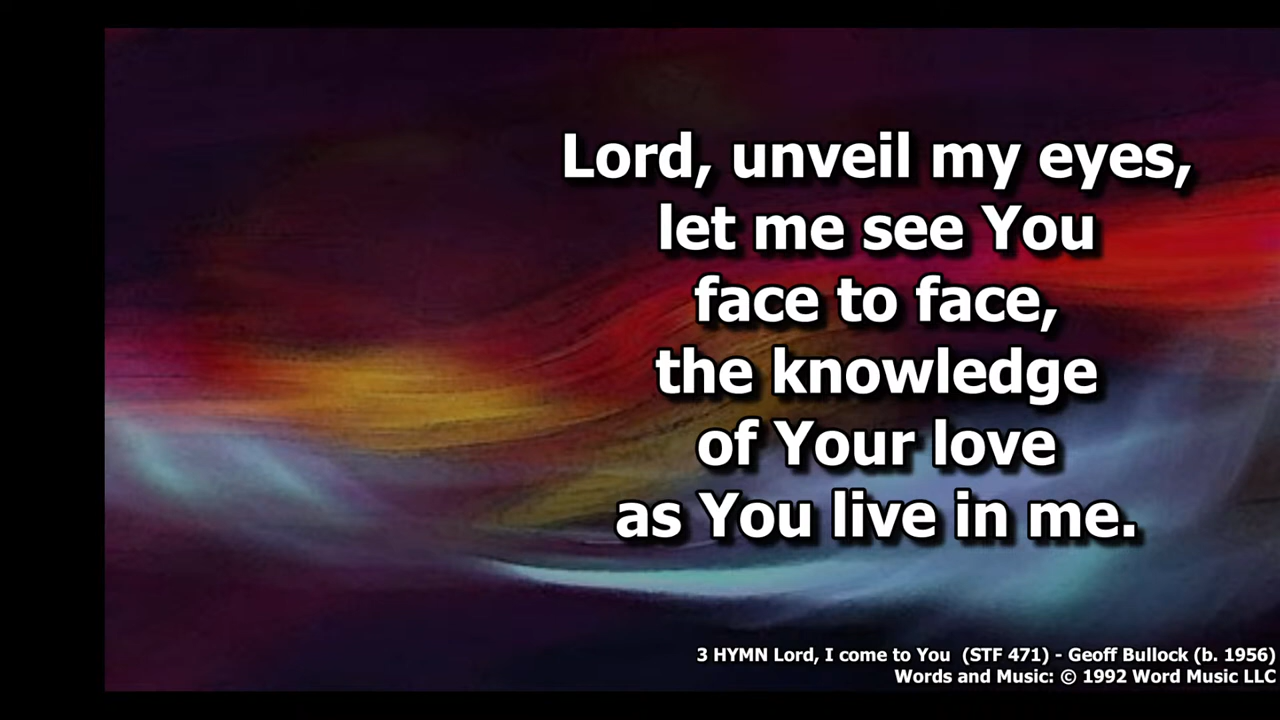 Lord, unveil my eyes,
let me see You
face to face,
the knowledge
of Your love
as You live in me.
3 HYMN Lord, I come to You (STF 471) - Geoff Bullock (b. 1956)
Words and Music: © 1992 Word Music LLC